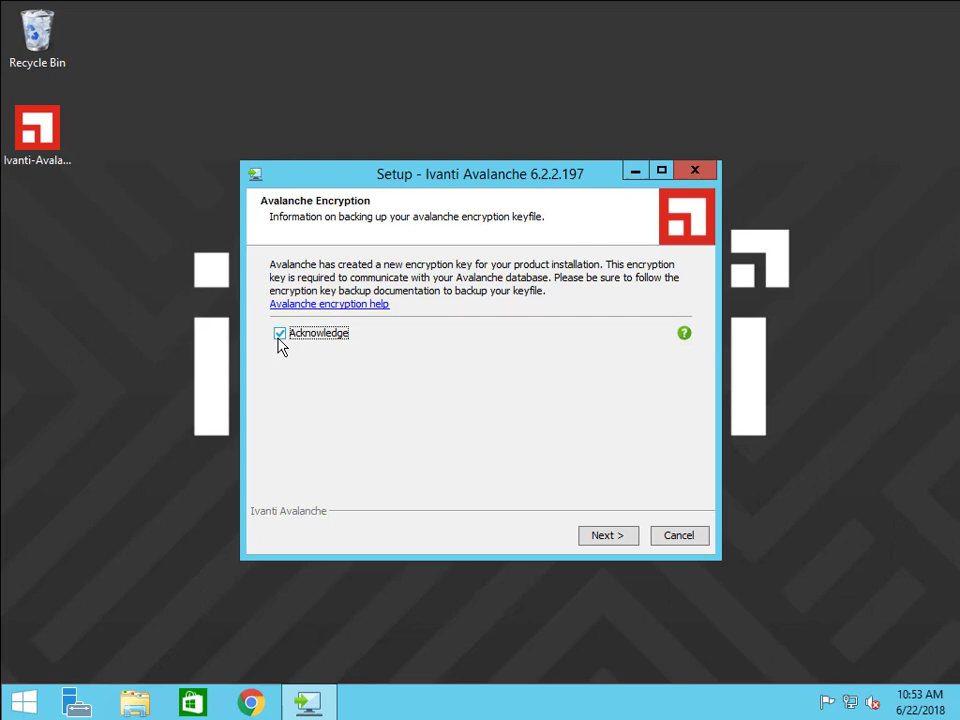 Recycle Bin
Ivanti-Avala...
Setup - Ivanti Avalanche 6.2.2.197
Avalanche Encryption
Information on backing up your avalanche encryption keyfile.
Avalanche has created a new encryption key for your product installation. This encryption
key is required to communicate with your Avalanche database. Please be sure to follow the
encryption key backup documentation to backup your keyfile.
Avalanche encryption help
Acknowledge
?
Ivanti Avalanche
Next >
Cancel
10:53 AM
6/22/2018